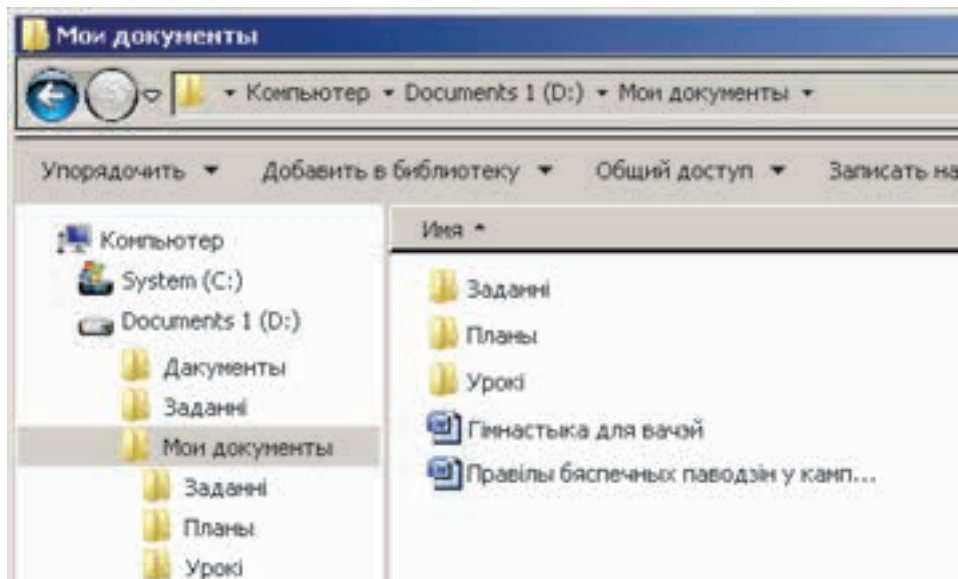 Мои документы
Компьютер Documents 1 (D:) Мои документы
Упорядочить Добавить в библиотеку Общий доступ Записать на
Компьютер
System (C:)
Documents 1 (D:)
Дакументы
Заданні
Мои документы
Заданні
Планы
Урокі
Имя
Заданні
Планы
Урокі
Гімнастыка для вачэй
Правілы бяспечных паводзін у камп...